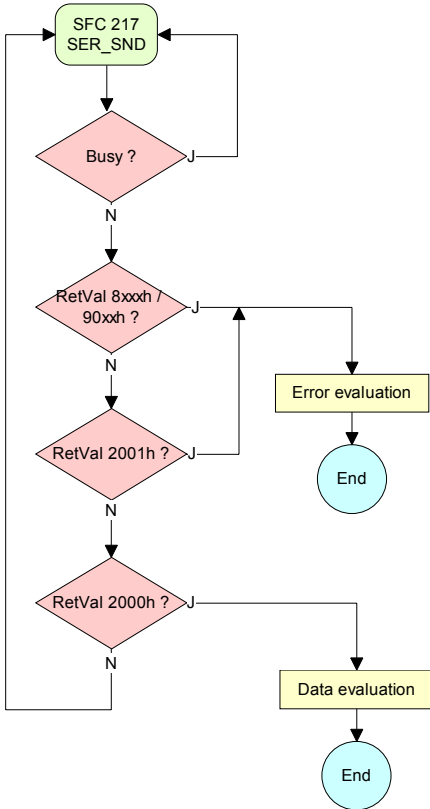 SFC 217
SER_SND
Busy ?
J
N
RetVal 8xxxh /
90xxh ?
J
N
Error evaluation
RetVal 2001h ?
J
End
N
RetVal 2000h ?
J
N
Data evaluation
End